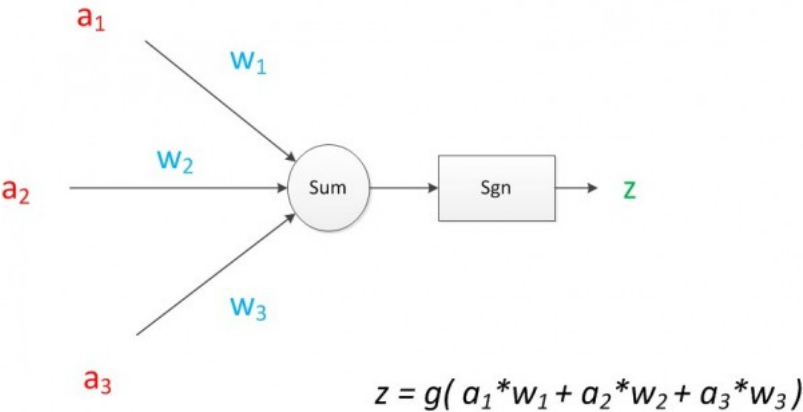 a₁
w₁
w₂
a₂
Sum
Sgn
z
w₃
a₃
z = g( a₁*w₁ + a₂*w₂ + a₃*w₃ )